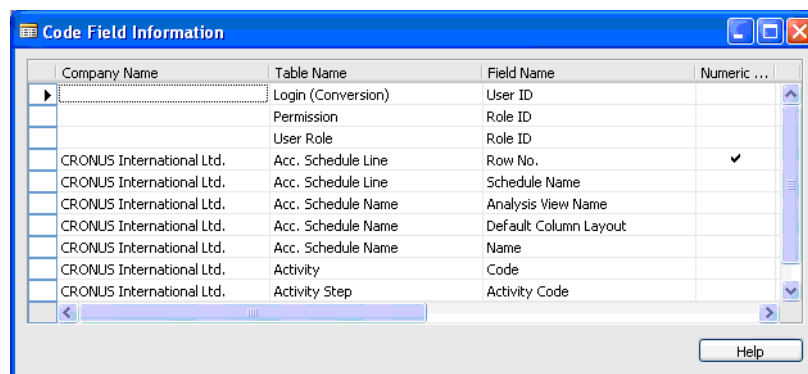 Code Field Information
Company Name Table Name Field Name Numeric ...
Login (Conversion) User ID
Permission Role ID
User Role Role ID
CRONUS International Ltd. Acc. Schedule Line Row No.
CRONUS International Ltd. Acc. Schedule Line Schedule Name
CRONUS International Ltd. Acc. Schedule Name Analysis View Name
CRONUS International Ltd. Acc. Schedule Name Default Column Layout
CRONUS International Ltd. Acc. Schedule Name Name
CRONUS International Ltd. Activity Code
CRONUS International Ltd. Activity Step Activity Code
Help